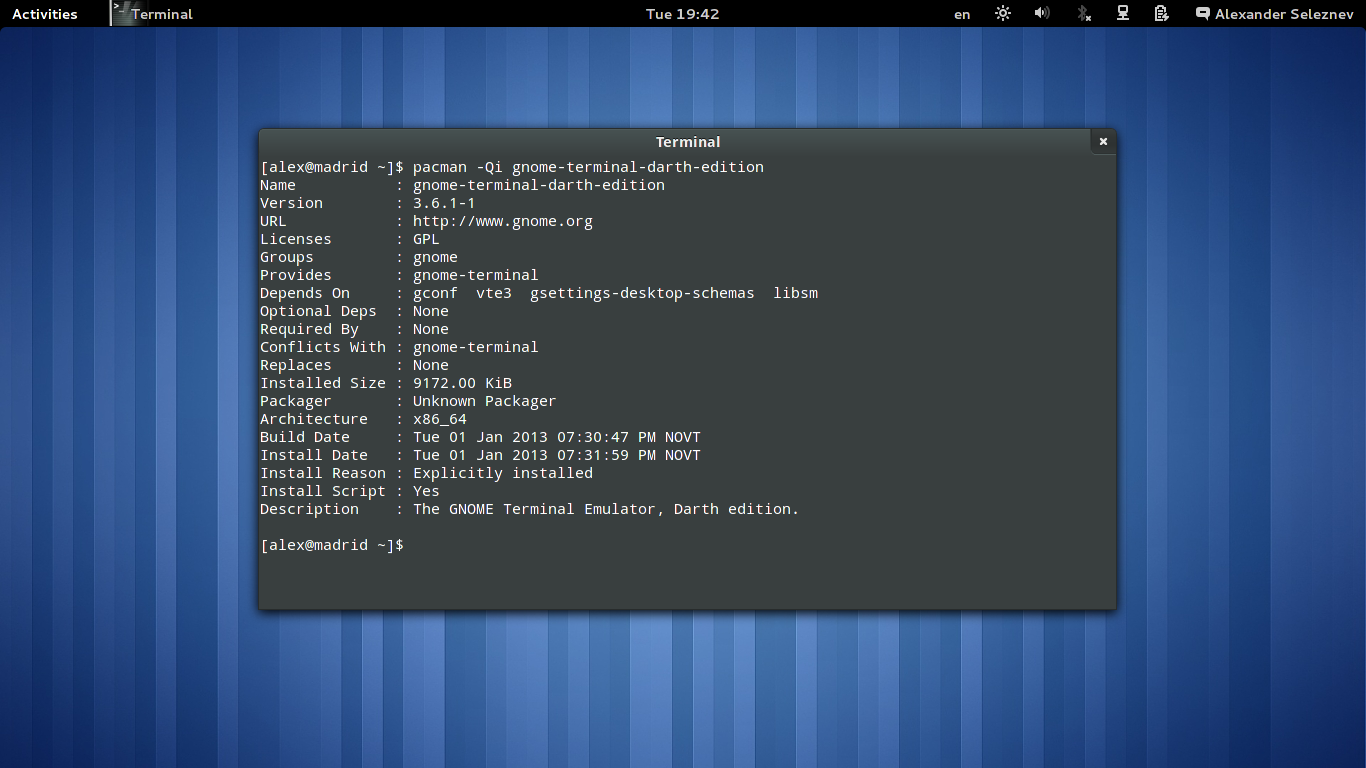 Activities Terminal Tue 19:42 en Alexander Seleznev
Terminal
[alex@madrid ~]$ pacman -Qi gnome-terminal-darth-edition
Name           : gnome-terminal-darth-edition
Version        : 3.6.1-1
URL            : http://www.gnome.org
Licenses       : GPL
Groups         : gnome
Provides       : gnome-terminal
Depends On     : gconf  vte3  gsettings-desktop-schemas  libsm
Optional Deps  : None
Required By    : None
Conflicts With : gnome-terminal
Replaces       : None
Installed Size : 9172.00 KiB
Packager       : Unknown Packager
Architecture   : x86_64
Build Date     : Tue 01 Jan 2013 07:30:47 PM NOVT
Install Date   : Tue 01 Jan 2013 07:31:59 PM NOVT
Install Reason : Explicitly installed
Install Script : Yes
Description    : The GNOME Terminal Emulator, Darth edition.
[alex@madrid ~]$